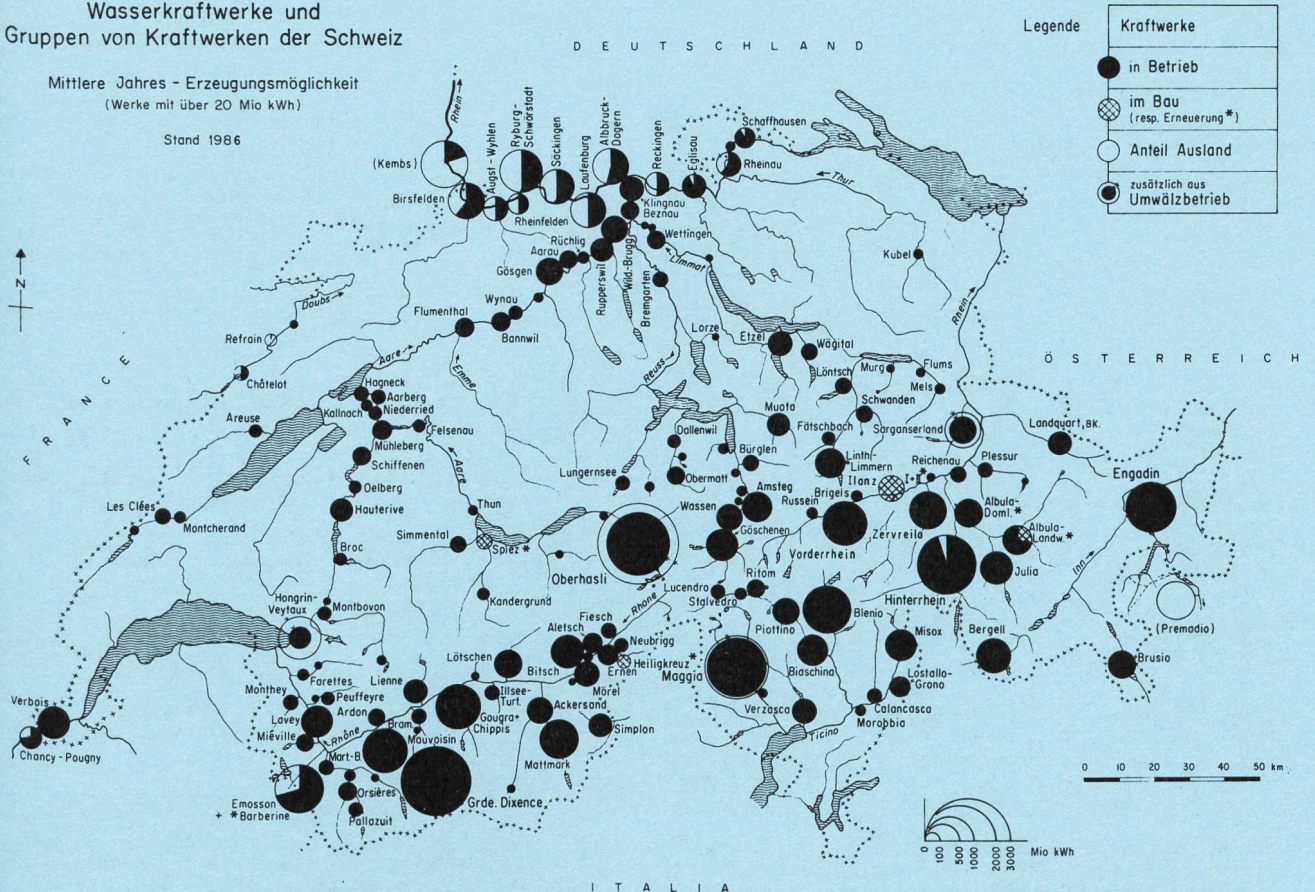 Wasserkraftwerke und
Gruppen von Kraftwerken der Schweiz
Mittlere Jahres - Erzeugungsmöglichkeit
(Werke mit über 20 Mio kWh)
Stand 1986
Legende
Kraftwerke
in Betrieb
im Bau
(resp. Erneuerung*)
Anteil Ausland
zusätzlich aus
Umwälzbetrieb
DEUTSCHLAND
ÖSTERREICH
FRANCE
ITALIA
N
Rhein
(Kembs)
Birsfelden
Augst-Wyhlen
Ryburg-
Schwörstadt
Rheinfelden
Säckingen
Laufenburg
Albbruck-
Dogern
Reckingen
Eglisau
Schaffhausen
Rheinau
Thur
Klingnau
Beznau
Wettingen
Limmat
Rüchlig
Aarau
Gösgen
Rupperswil
Wild.-Brugg
Bremgarten
Kubel
Wynau
Flumenthal
Bannwil
Doubs
Refrain
Châtelot
Aare
Emme
Reuss
Lorze
Etzel
Wägital
Rhein
Hagneck
Aarberg
Kallnach
Niederried
Areuse
Mühleberg
Felsenau
Schiffenen
Aare
Oelberg
Hauterive
Les Clées
Montcherand
Broc
Thun
Simmental
Spiez *
Kandergrund
Löntsch
Murg
Flums
Mels
Schwanden
Muota
Fätschbach
Sarganserland
Dallenwil
Bürglen
Linth-
Limmern
Lungernsee
Obermatt
Amsteg
Wassen
Göschenen
Oberhasli
Ilanz
I+II*
Reichenau
Plessur
Landquart, BK.
Brigels
Russein
Vorderrhein
Zervreila
Albula-
Doml.*
Albula-
Landw.*
Julia
Hinterrhein
Engadin
Inn
(Premadio)
Brusio
Bergell
Lucendro
Stalvedro
Ritom
Piottino
Blenio
Biaschina
Misox
Lostallo-
Grono
Calancasca
Morobbia
Verzasca
Maggia
Ticino
Hongrin-
Veytaux
Montbovon
Farettes
Lienne
Lötschen
Rhone
Fiesch
Aletsch
Neubrigg
Bitsch
Ernen
Heiligkreuz*
Mörel
Monthey
Peuffeyre
Lavey
Ardon
Bram.
Illsee-
Turt.
Gougra+
Chippis
Ackersand
Simplon
Miéville
Rhône
Mauvoisin
Mattmark
Mart.-B.
Orsières
Pallazuit
Grde. Dixence
Emosson
+ *Barberine
Verbois
Chancy-Pougny
0 10 20 30 40 50 km
0 100 500 1000 2000 3000 Mio kWh